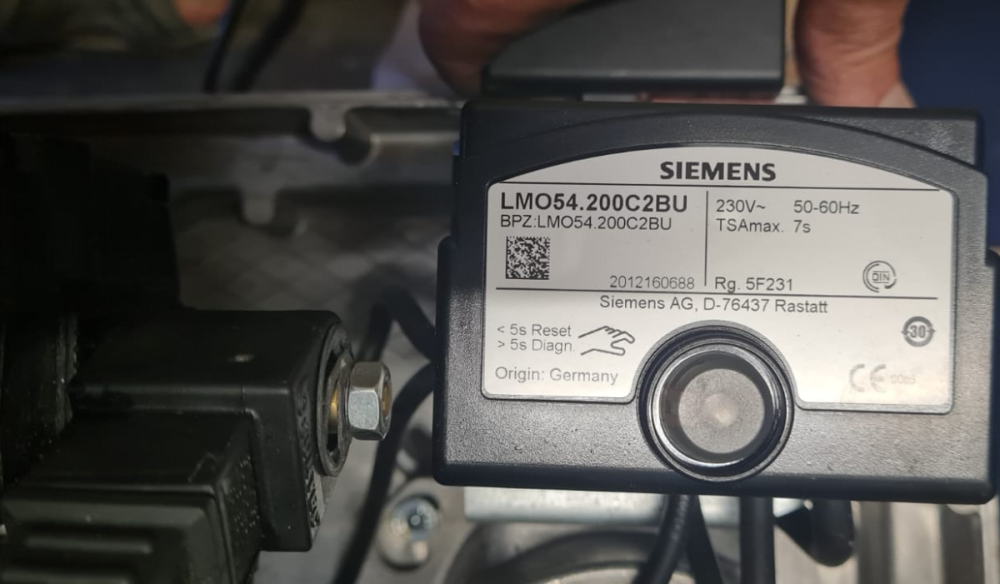 SIEMENS
LMO54.200C2BU
BPZ:LMO54.200C2BU
2012160688
230V~ 50-60Hz
TSAmax. 7s
Rg. 5F231
DIN
Siemens AG, D-76437 Rastatt
< 5s Reset
> 5s Diagn.
30
Origin: Germany
CE